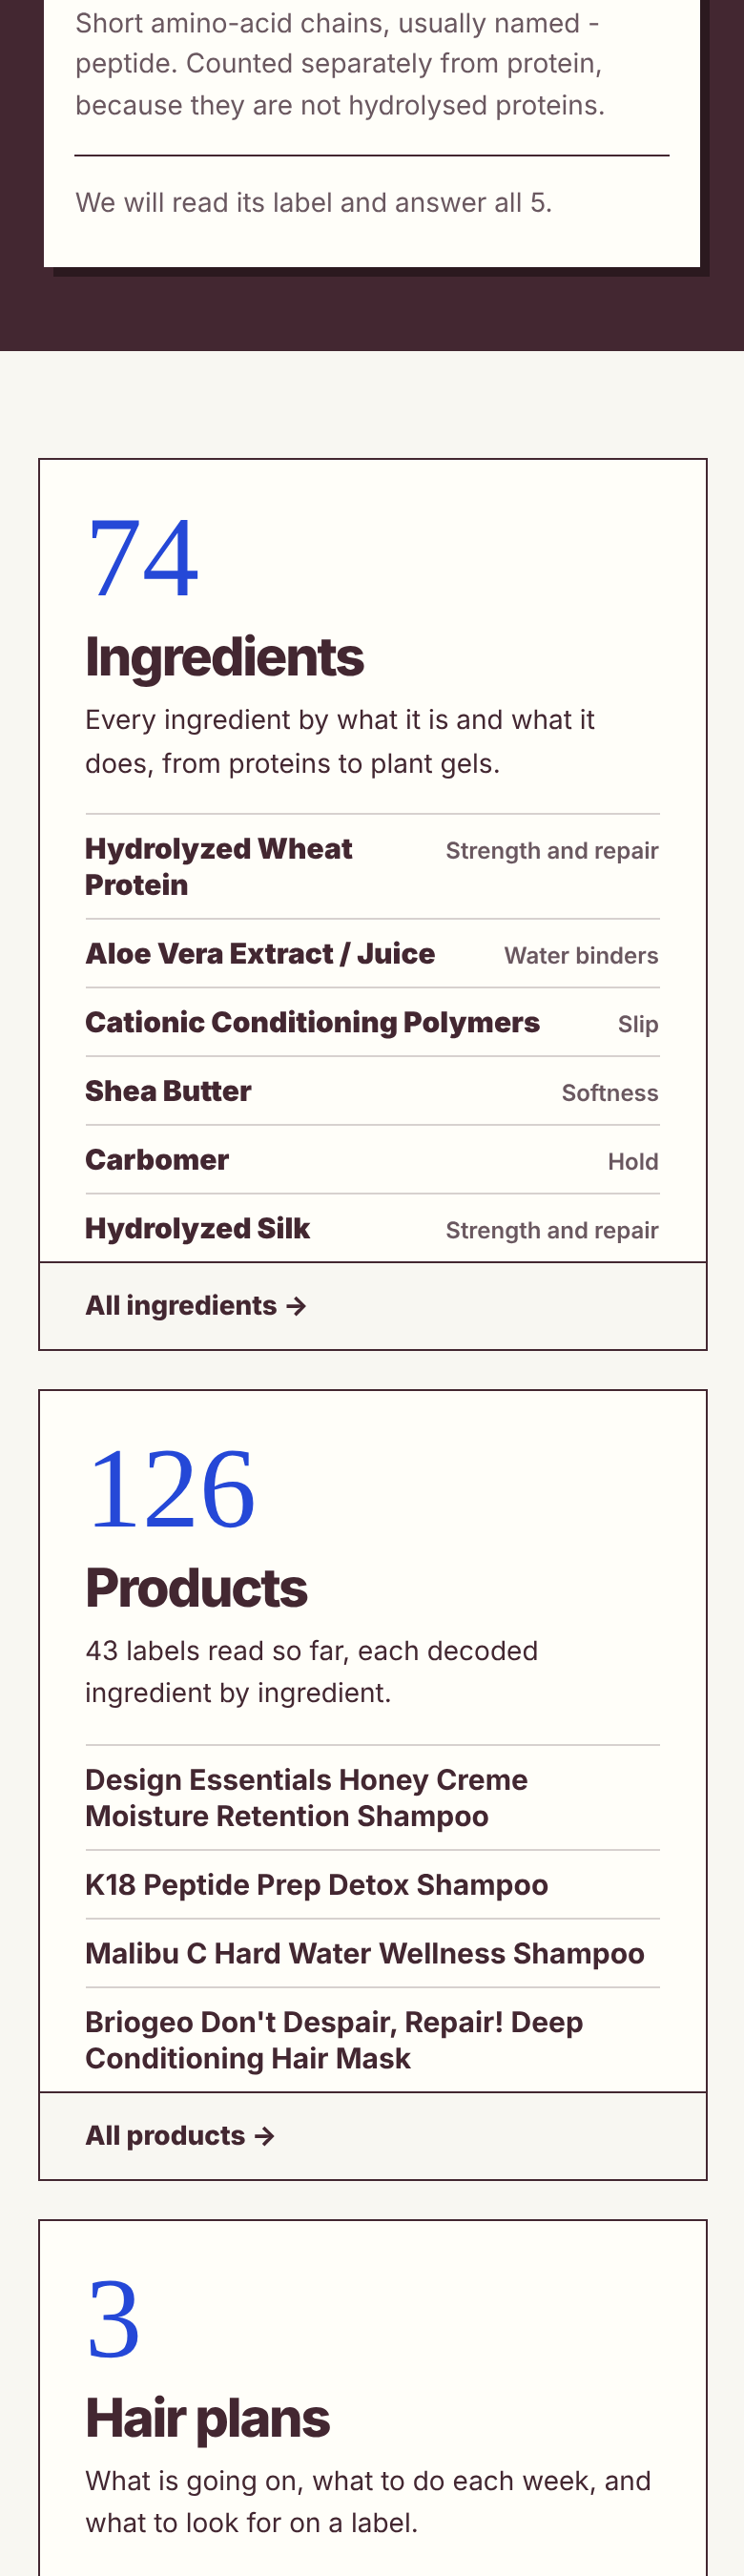 Short amino-acid chains, usually named -
peptide. Counted separately from protein,
because they are not hydrolysed proteins.
We will read its label and answer all 5.
74
Ingredients
Every ingredient by what it is and what it
does, from proteins to plant gels.
Hydrolyzed Wheat Strength and repair
Protein
Aloe Vera Extract / Juice Water binders
Cationic Conditioning Polymers Slip
Shea Butter Softness
Carbomer Hold
Hydrolyzed Silk Strength and repair
All ingredients →
126
Products
43 labels read so far, each decoded
ingredient by ingredient.
Design Essentials Honey Creme
Moisture Retention Shampoo
K18 Peptide Prep Detox Shampoo
Malibu C Hard Water Wellness Shampoo
Briogeo Don't Despair, Repair! Deep
Conditioning Hair Mask
All products →
3
Hair plans
What is going on, what to do each week, and
what to look for on a label.